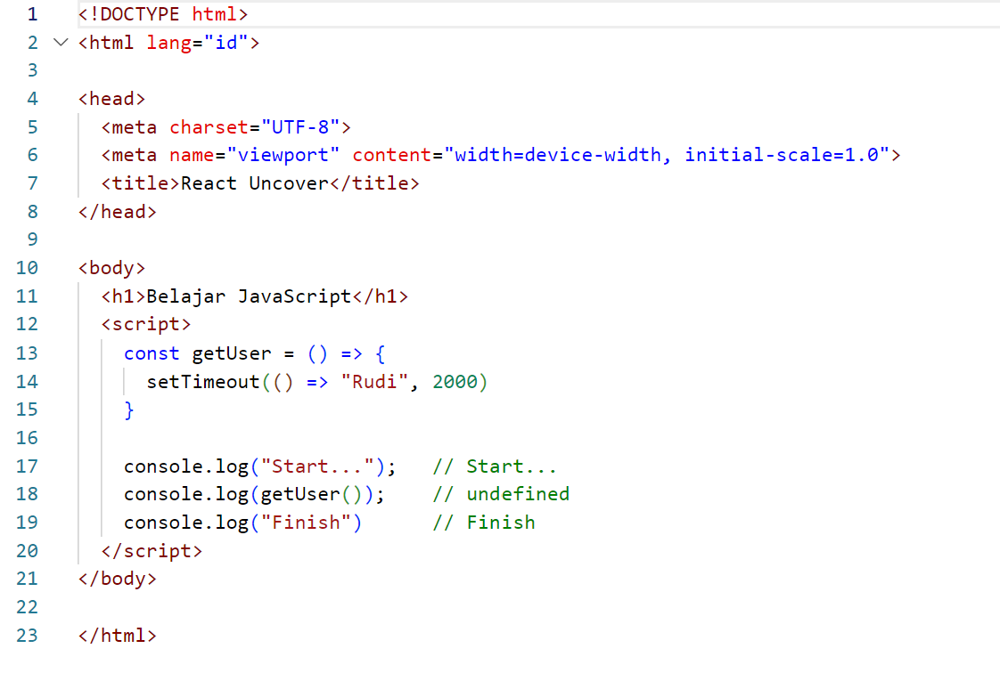 1 <!DOCTYPE html>
2 <html lang="id">
3
4 <head>
5   <meta charset="UTF-8">
6   <meta name="viewport" content="width=device-width, initial-scale=1.0">
7   <title>React Uncover</title>
8 </head>
9
10 <body>
11   <h1>Belajar JavaScript</h1>
12   <script>
13     const getUser = () => {
14       setTimeout(() => "Rudi", 2000)
15     }
16
17     console.log("Start...");   // Start...
18     console.log(getUser());    // undefined
19     console.log("Finish")      // Finish
20   </script>
21 </body>
22
23 </html>